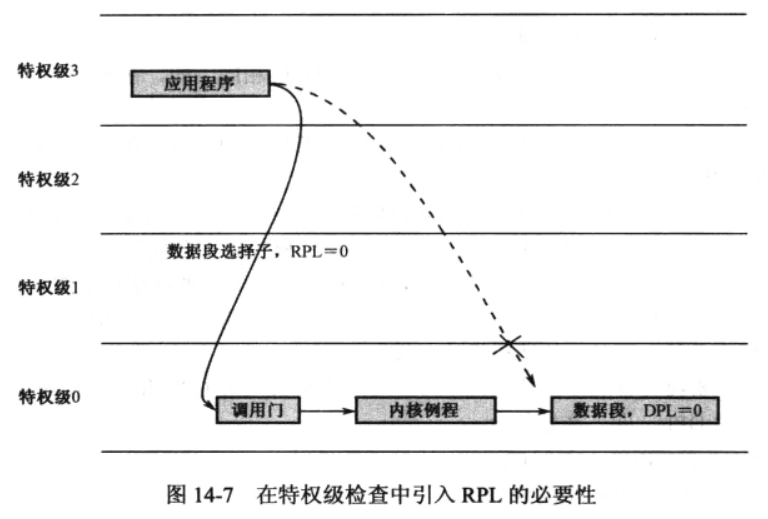 特权级3
应用程序
特权级2
数据段选择子，RPL＝0
特权级1
特权级0
调用门
内核例程
数据段，DPL＝0
图 14-7 在特权级检查中引入 RPL 的必要性